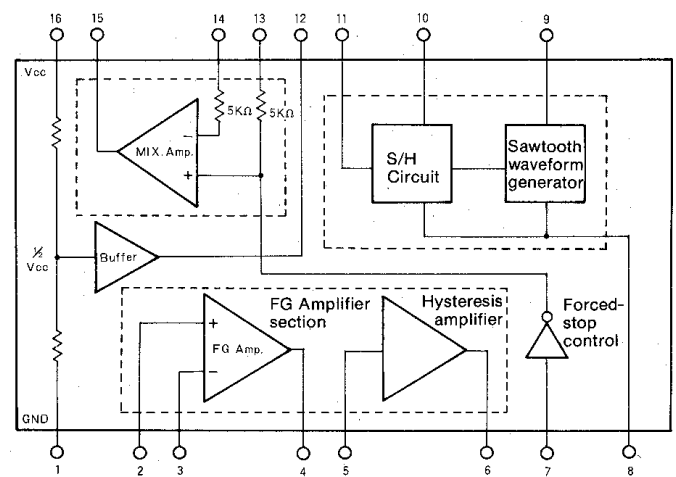 16 15 14 13 12 11 10 9
Vcc
5KΩ 5KΩ
−
MIX. Amp.
+
S/H
Circuit
Sawtooth
waveform
generator
½
Vcc
Buffer
FG Amplifier
section
Hysteresis
amplifier
Forced-
stop
control
+
FG Amp.
−
GND
1 2 3 4 5 6 7 8